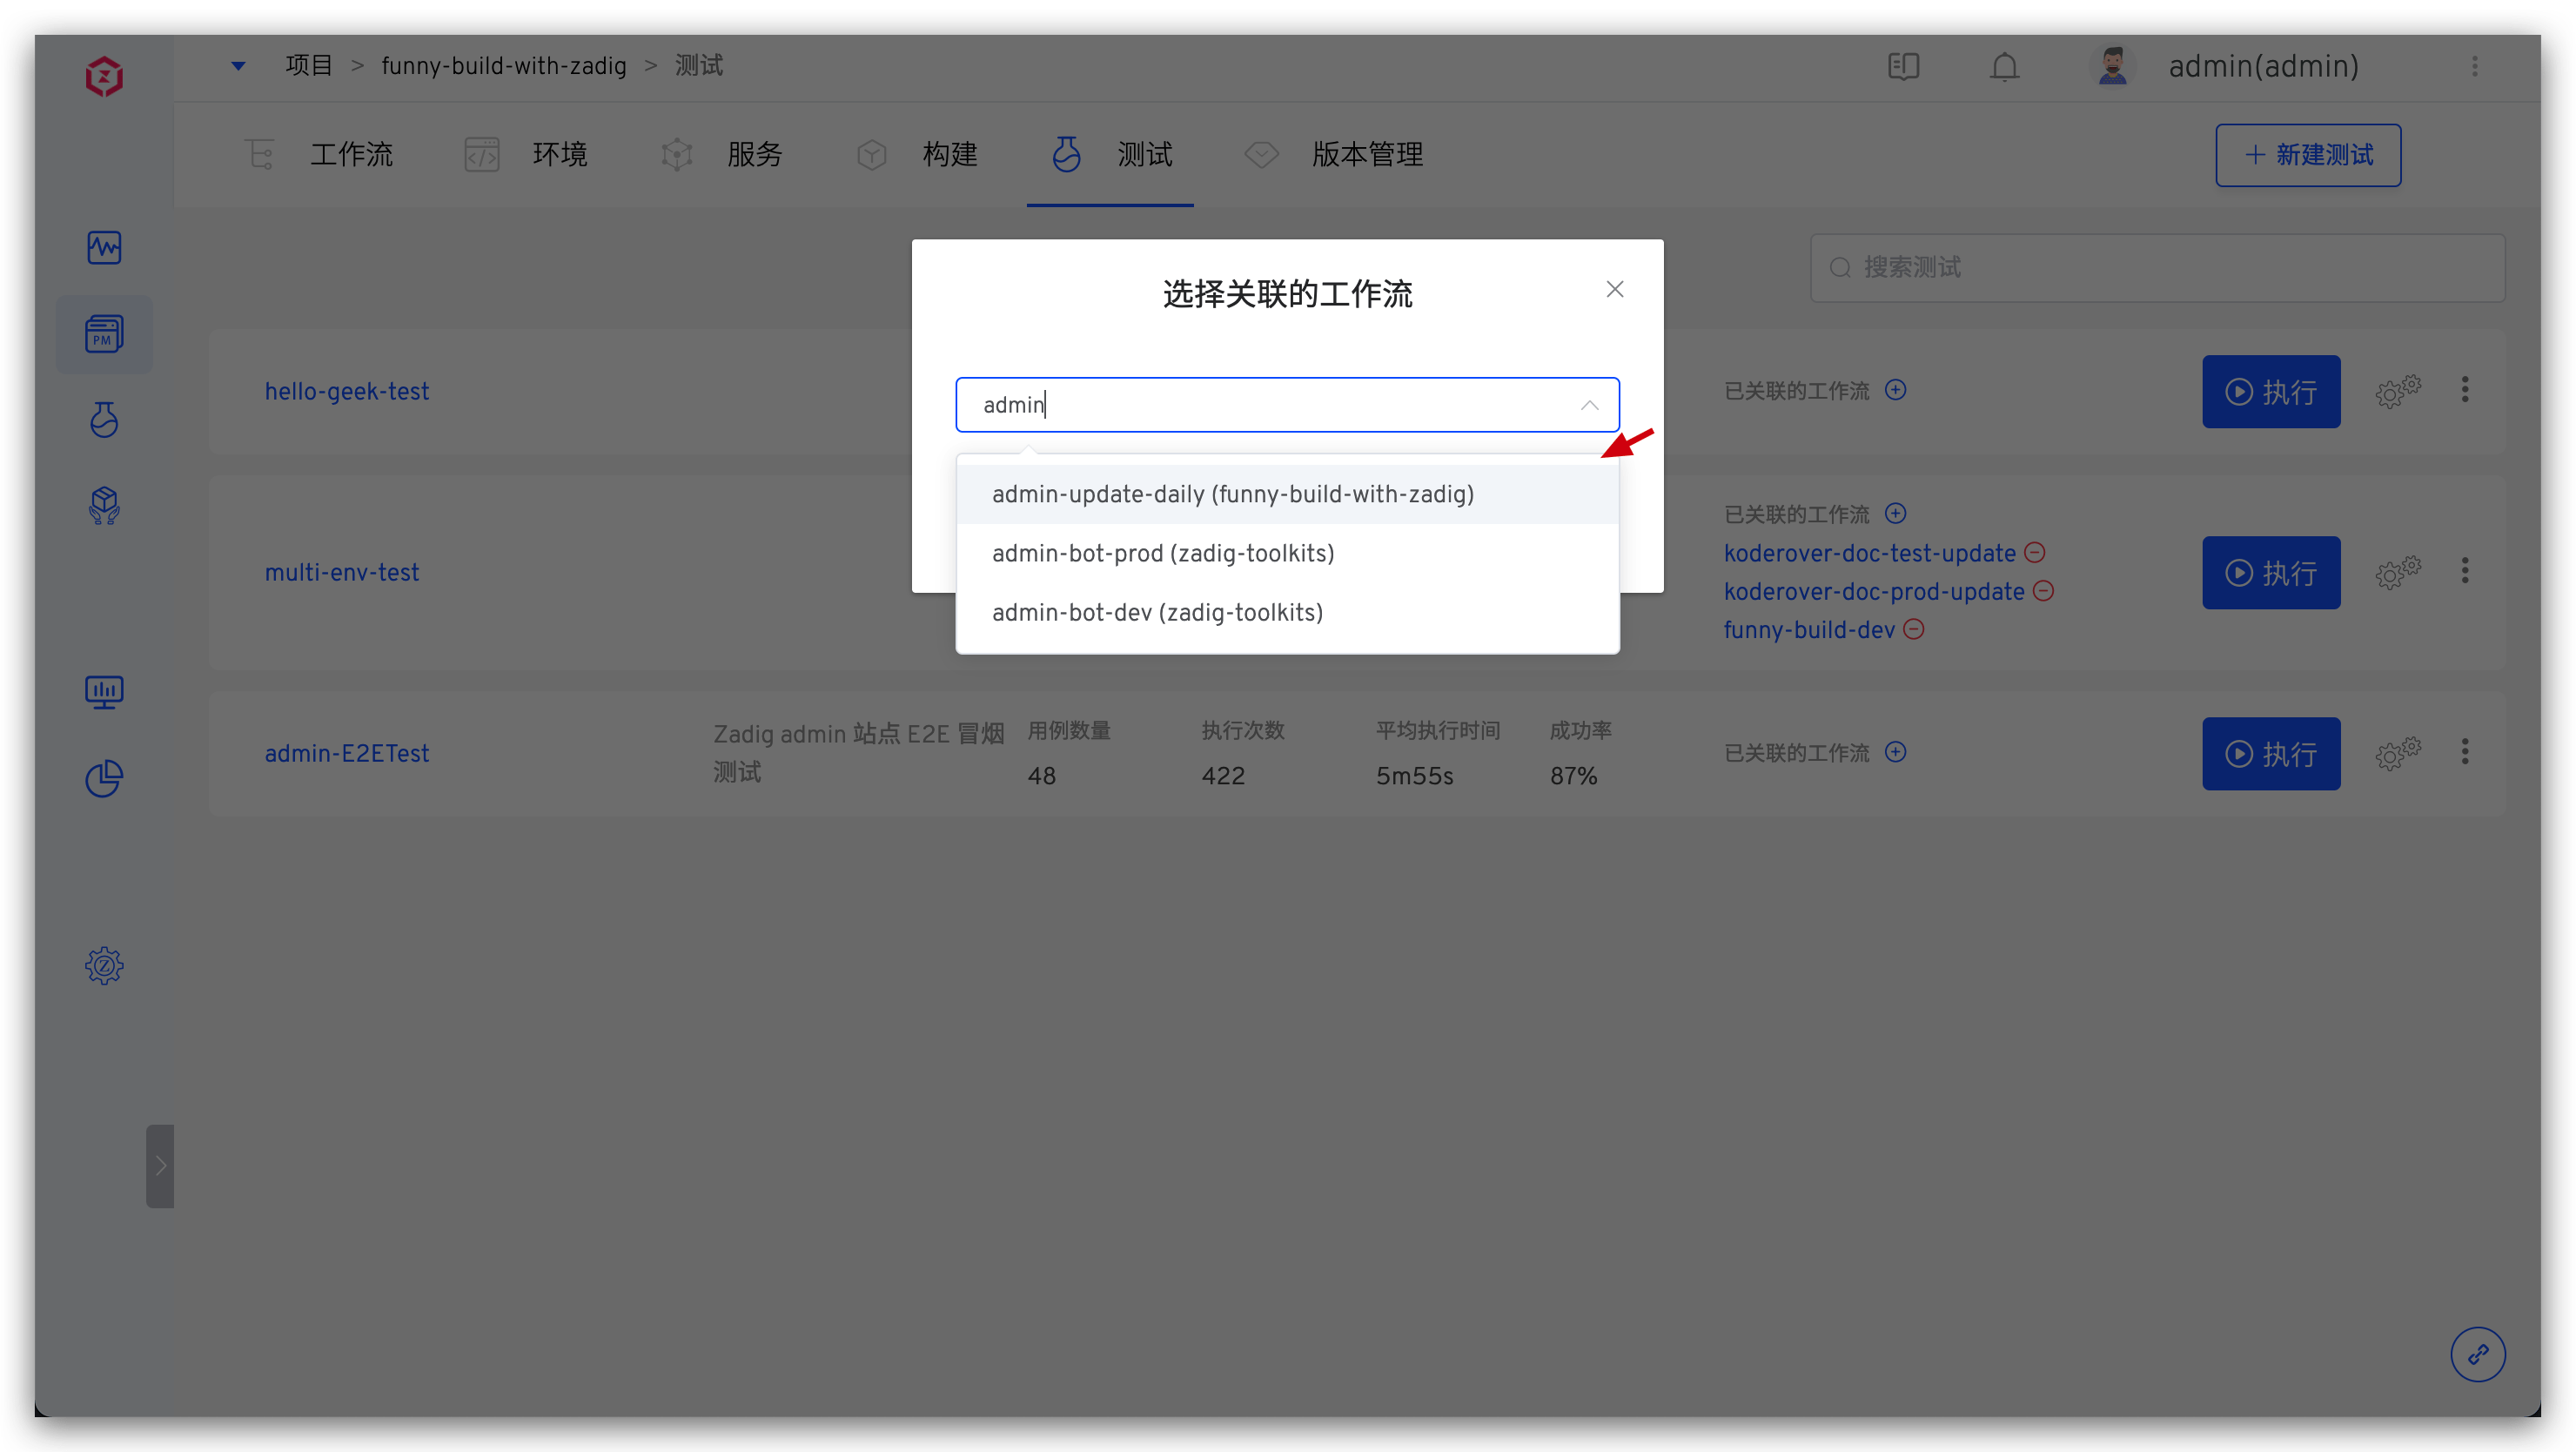 项目 > funny-build-with-zadig > 测试
admin(admin)
工作流
环境
服务
构建
测试
版本管理
新建测试
搜索测试
PM
选择关联的工作流
admin
admin-update-daily (funny-build-with-zadig)
admin-bot-prod (zadig-toolkits)
admin-bot-dev (zadig-toolkits)
hello-geek-test
已关联的工作流
执行
multi-env-test
已关联的工作流
koderover-doc-test-update
koderover-doc-prod-update
funny-build-dev
执行
admin-E2ETest
Zadig admin 站点 E2E 冒烟
测试
用例数量
48
执行次数
422
平均执行时间
5m55s
成功率
87%
已关联的工作流
执行